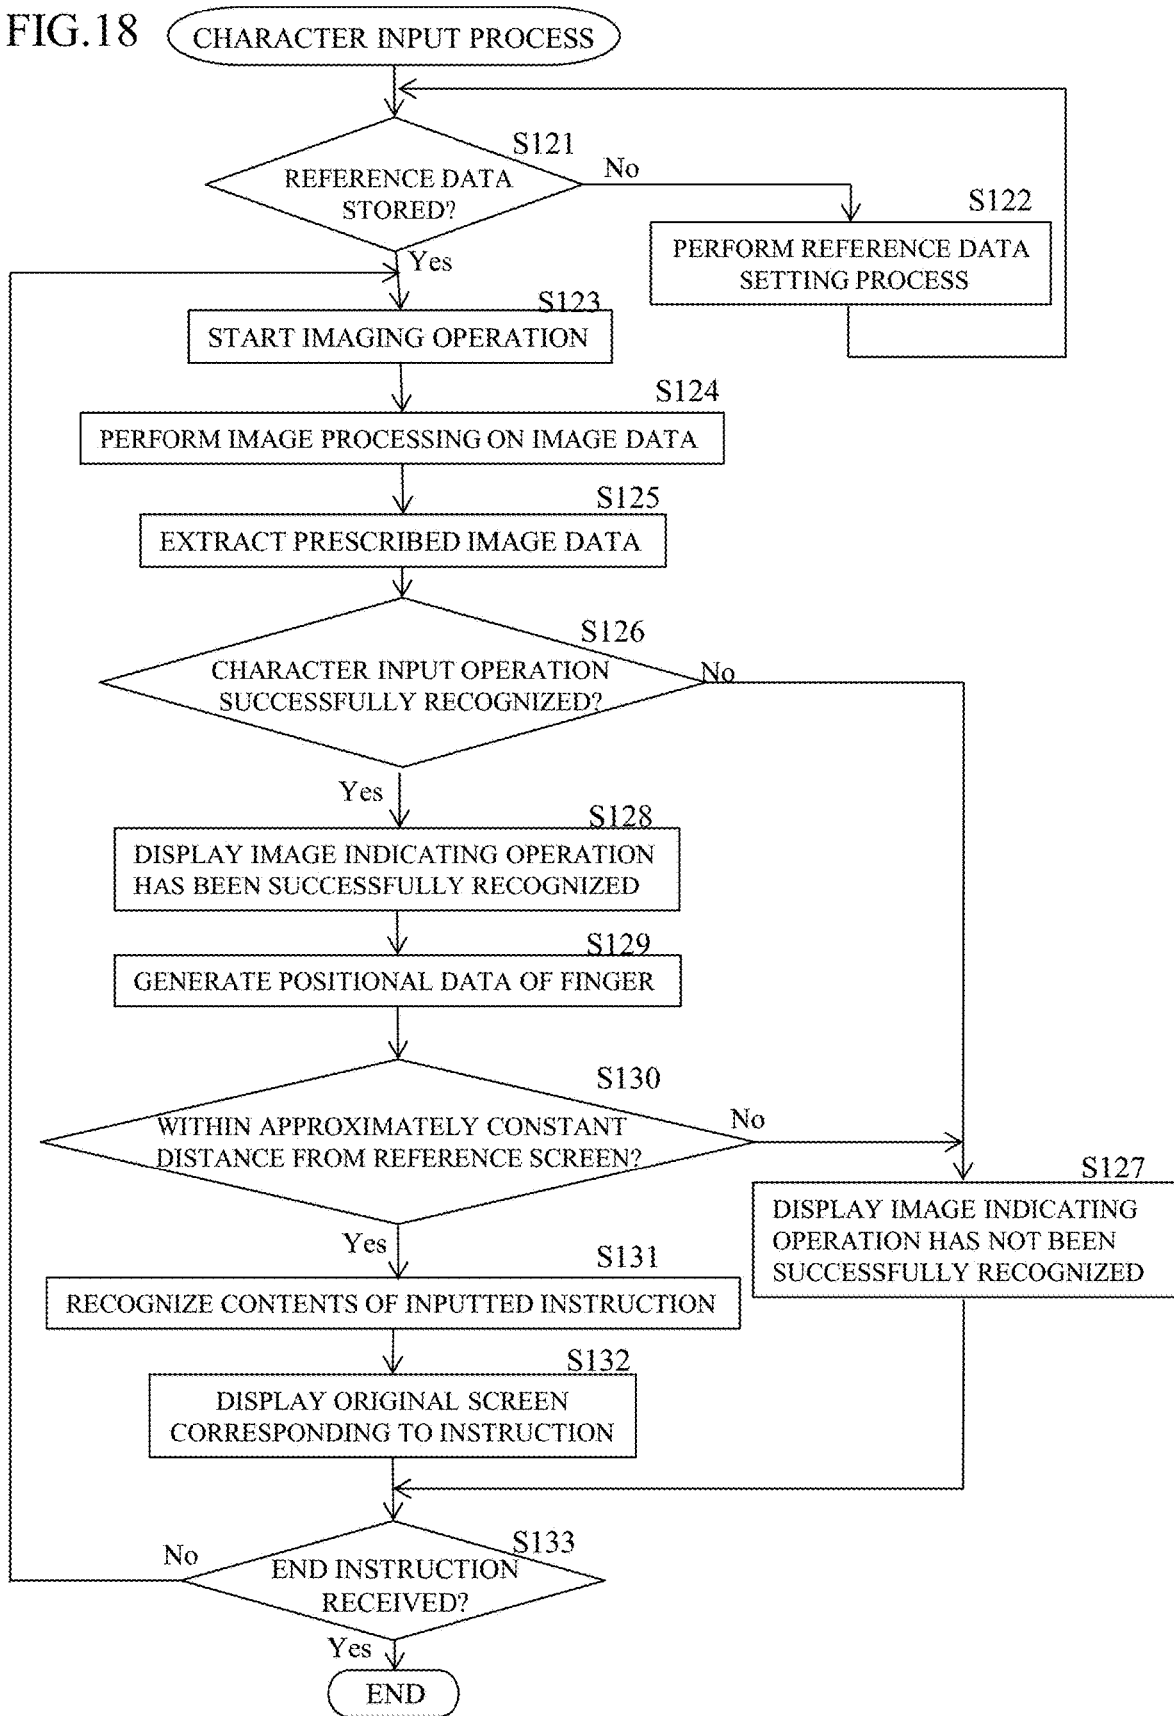 FIG.18
CHARACTER INPUT PROCESS
S121
REFERENCE DATA
STORED?
No
S122
PERFORM REFERENCE DATA
SETTING PROCESS
Yes
S123
START IMAGING OPERATION
S124
PERFORM IMAGE PROCESSING ON IMAGE DATA
S125
EXTRACT PRESCRIBED IMAGE DATA
S126
CHARACTER INPUT OPERATION
SUCCESSFULLY RECOGNIZED?
No
Yes
S128
DISPLAY IMAGE INDICATING OPERATION
HAS BEEN SUCCESSFULLY RECOGNIZED
S129
GENERATE POSITIONAL DATA OF FINGER
S130
WITHIN APPROXIMATELY CONSTANT
DISTANCE FROM REFERENCE SCREEN?
No
S127
DISPLAY IMAGE INDICATING
OPERATION HAS NOT BEEN
SUCCESSFULLY RECOGNIZED
Yes
S131
RECOGNIZE CONTENTS OF INPUTTED INSTRUCTION
S132
DISPLAY ORIGINAL SCREEN
CORRESPONDING TO INSTRUCTION
S133
END INSTRUCTION
RECEIVED?
No
Yes
END